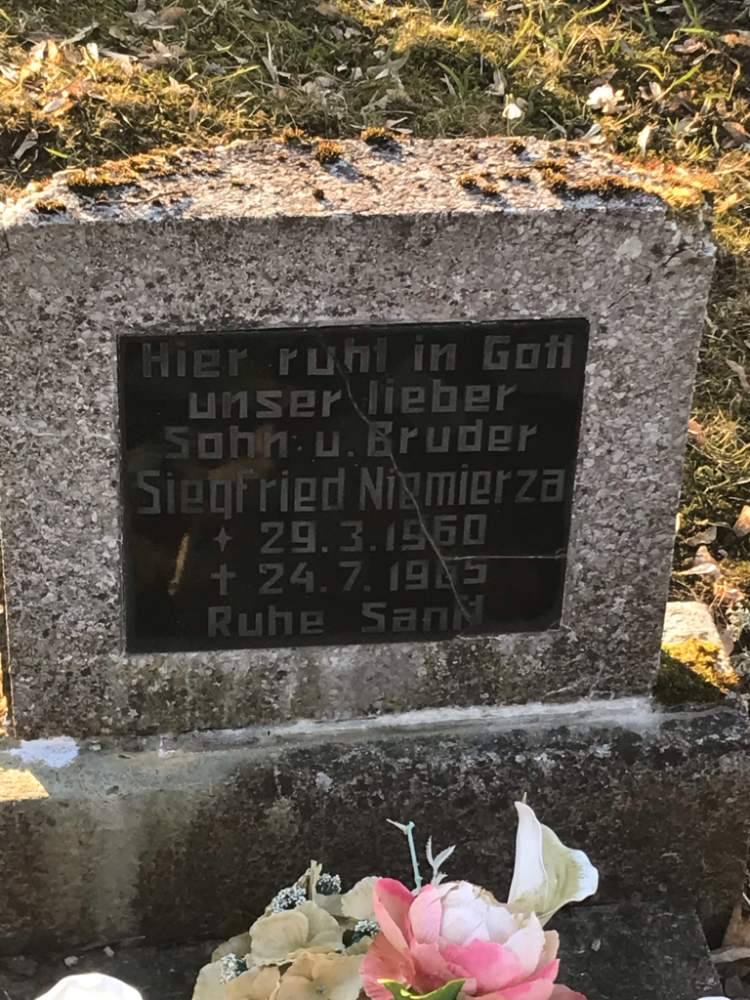 Hier ruht in Gott
unser lieber
Sohn u. Bruder
Siegfried Niemierza
✦ 29.3.1960
† 24.7.1965
Ruhe Sanft